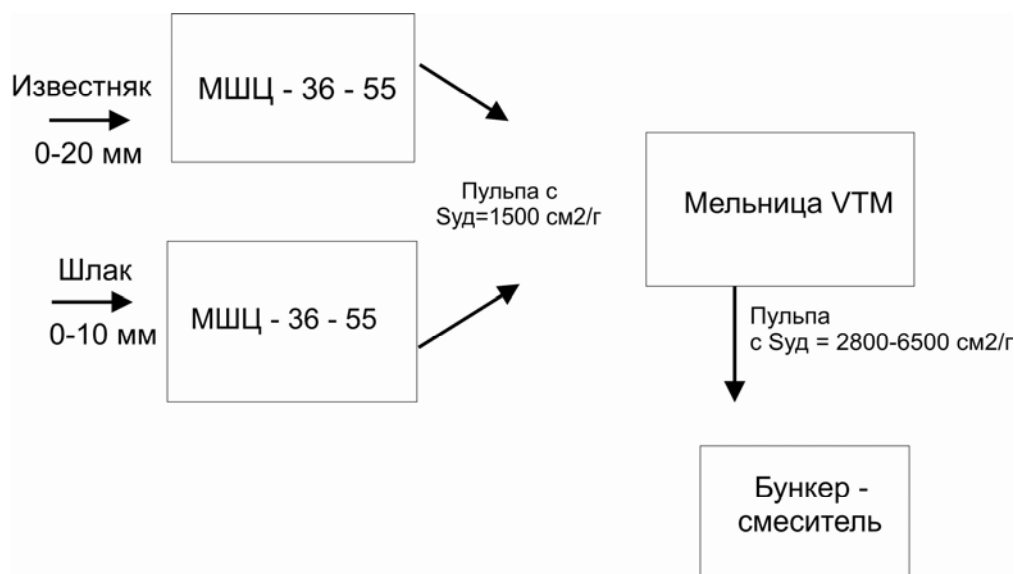 Известняк
0-20 мм
МШЦ - 36 - 55
Пульпа с
Sуд=1500 см2/г
Мельница VTM
Шлак
0-10 мм
МШЦ - 36 - 55
Пульпа
с Sуд = 2800-6500 см2/г
Бункер -
смеситель